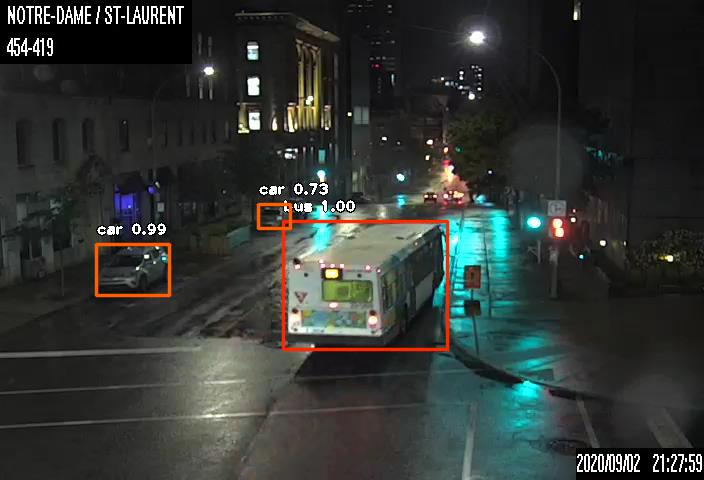 NOTRE-DAME / ST-LAURENT
454-419
car 0.73
bus 1.00
car 0.99
2020/09/02 21:27:59